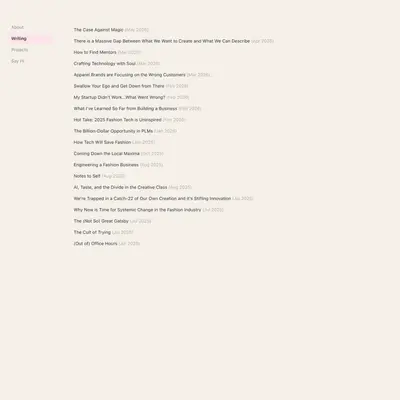 About
Writing
Projects
Say Hi
The Case Against Magic
There is a Massive Gap Between What We Want to Create and What We Can Describe
How to Find Mentors
Crafting Technology with Soul
Apparel Brands are Focusing on the Wrong Customers
Swallow Your Ego and Get Down from There
My Startup Didn't Work...What Went Wrong?
What I've Learned So Far from Building a Business
Hot Take: 2025 Fashion Tech is Uninspired
The Billion-Dollar Opportunity in PLMs
How Tech Will Save Fashion
Coming Down the Local Maxima
Engineering a Fashion Business
Notes to Self
AI, Taste, and the Divide in the Creative Class
We're Trapped in a Catch-22 of Our Own Creation and it's Stifling Innovation
Why Now is Time for Systemic Change in the Fashion Industry
The (Not So) Great Gatsby
The Cult of Trying
(Out of) Office Hours